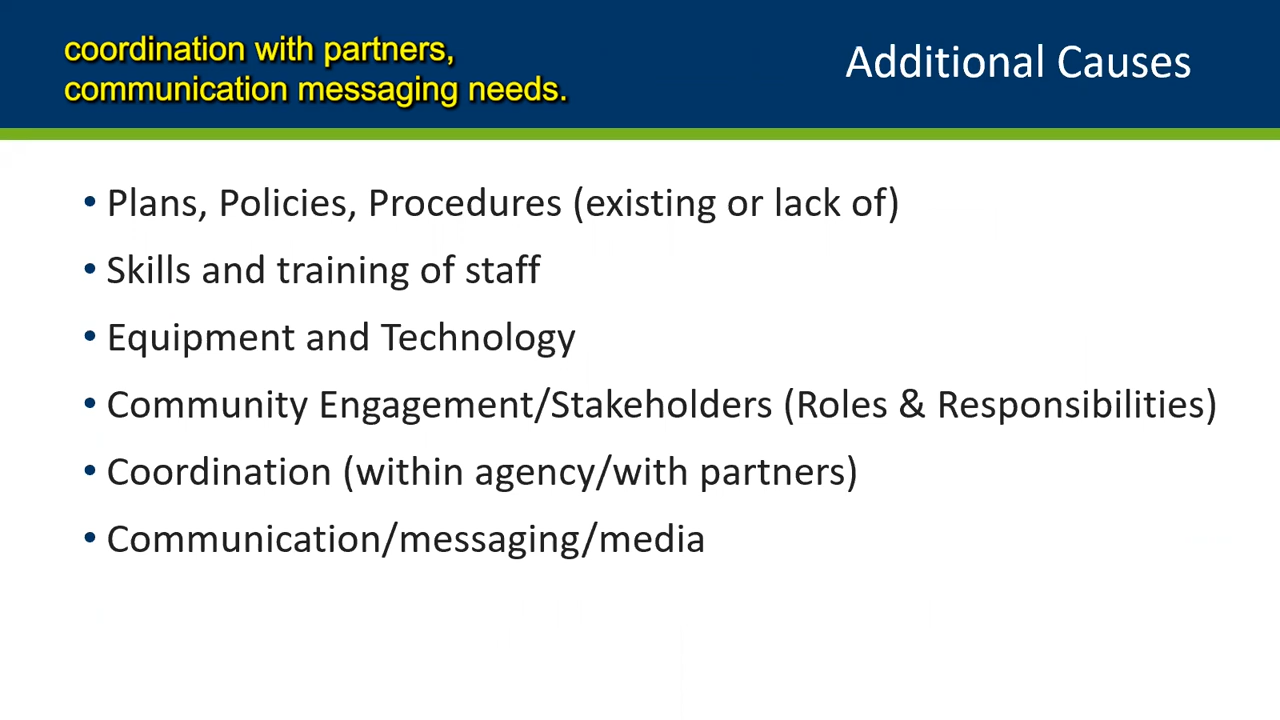 coordination with partners,
communication messaging needs.
Additional Causes
• Plans, Policies, Procedures (existing or lack of)
• Skills and training of staff
• Equipment and Technology
• Community Engagement/Stakeholders (Roles & Responsibilities)
• Coordination (within agency/with partners)
• Communication/messaging/media